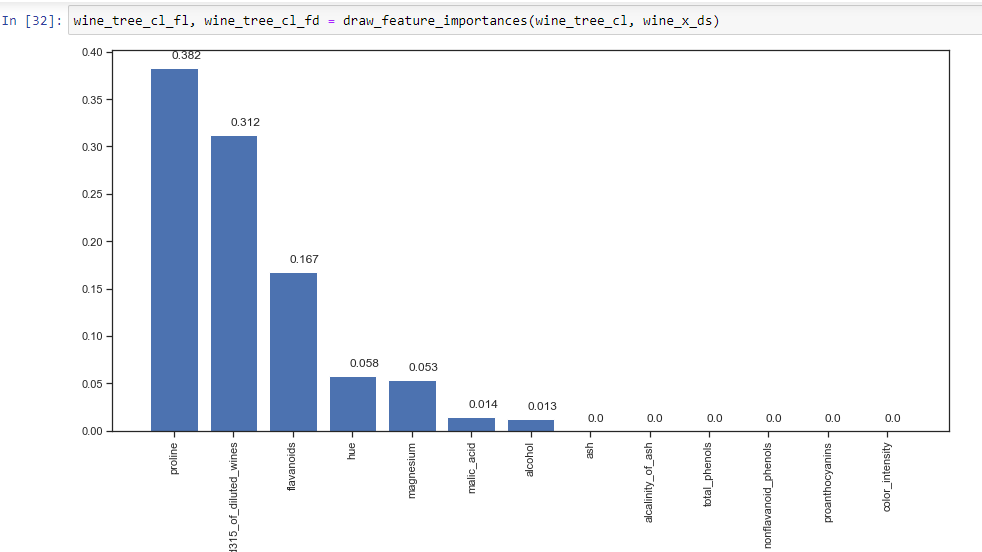 In [32]: wine_tree_cl_fl, wine_tree_cl_fd = draw_feature_importances(wine_tree_cl, wine_x_ds)
0.40
0.35
0.30
0.25
0.20
0.15
0.10
0.05
0.00
0.382
0.312
0.167
0.058
0.053
0.014
0.013
0.0
0.0
0.0
0.0
0.0
0.0
proline
d315_of_diluted_wines
flavanoids
hue
magnesium
malic_acid
alcohol
ash
alcalinity_of_ash
total_phenols
nonflavanoid_phenols
proanthocyanins
color_intensity